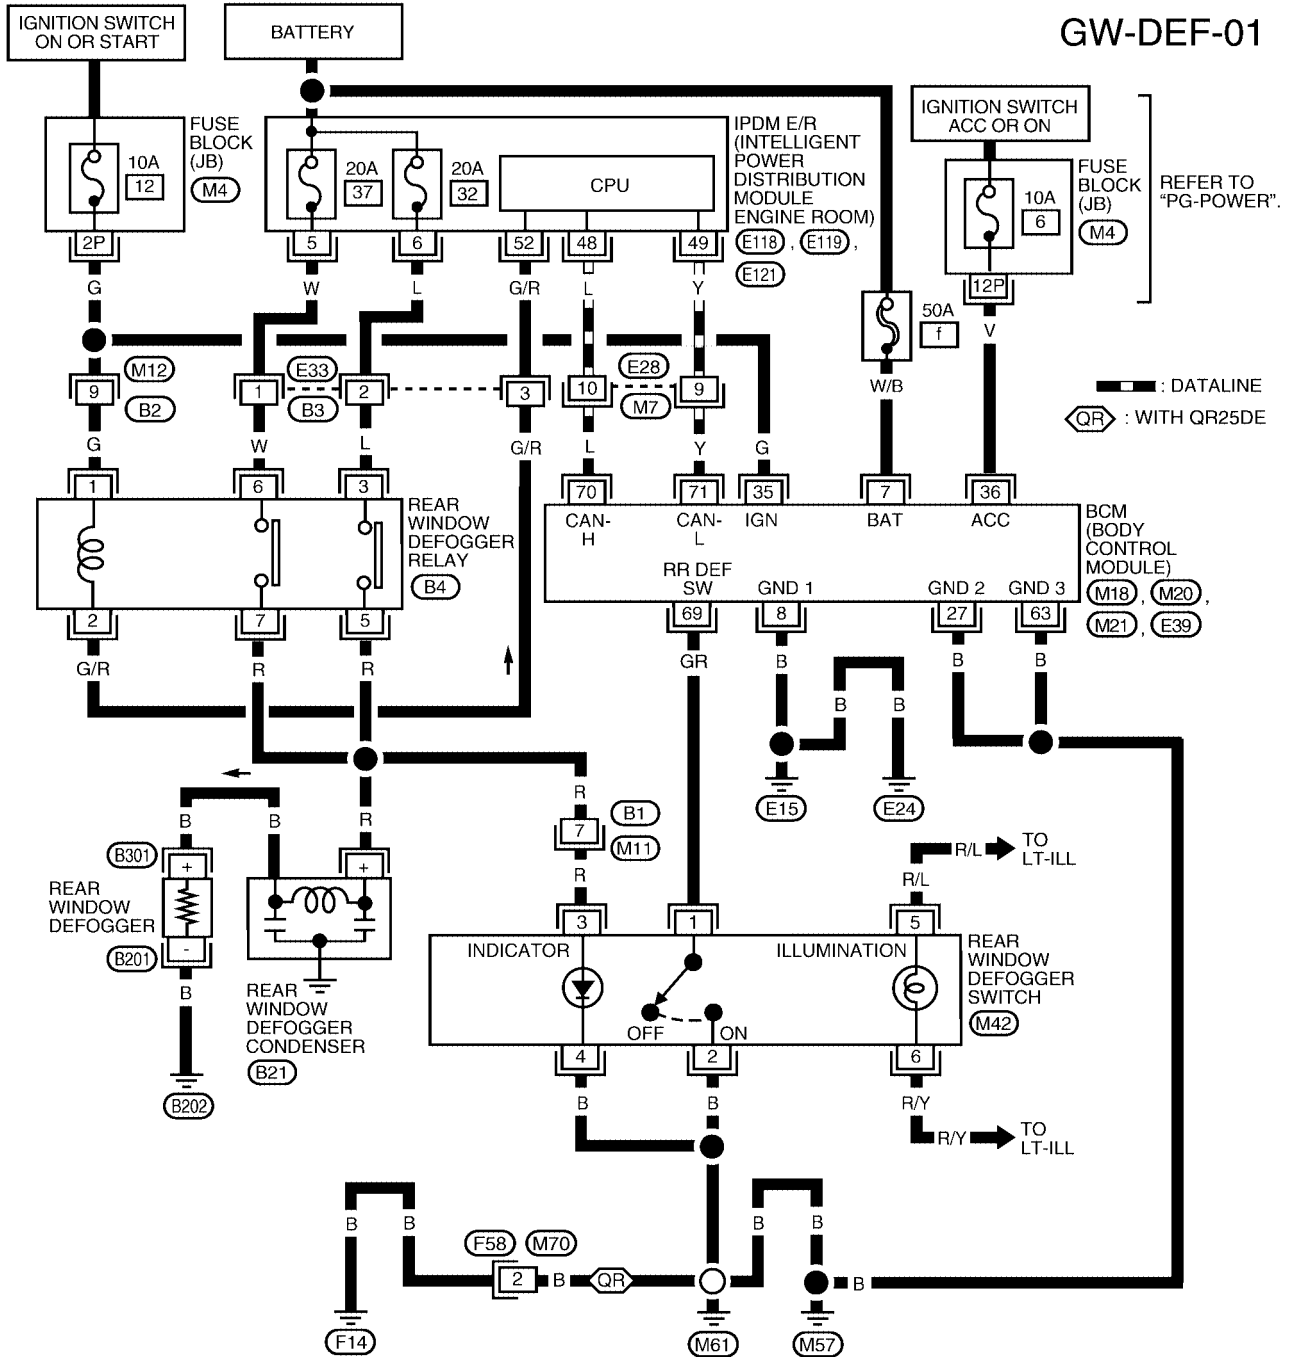 IGNITION SWITCH
ON OR START
BATTERY
GW-DEF-01
IGNITION SWITCH
ACC OR ON
FUSE
BLOCK
(JB)
M4
10A
12
20A
37
20A
32
CPU
IPDM E/R
(INTELLIGENT
POWER
DISTRIBUTION
MODULE
ENGINE ROOM)
E118 , E119 ,
E121
10A
6
FUSE
BLOCK
(JB)
M4
REFER TO
“PG-POWER”.
2P
5
6
52
48
49
12P
G
W
L
G/R
L
Y
50A
f
V
M12
9
B2
E33
1
2
B3
3
E28
10
9
M7
W/B
: DATALINE
QR : WITH QR25DE
G
W
L
G/R
L
Y
G
1
6
3
70
71
35
7
36
REAR
WINDOW
DEFOGGER
RELAY
B4
CAN-
H
CAN-
L
IGN
BAT
ACC
BCM
(BODY
CONTROL
MODULE)
M18 , M20 ,
M21 , E39
RR DEF
SW
GND 1
GND 2
GND 3
2
7
5
69
8
27
63
G/R
R
R
GR
B
B
B
B
B
E15
E24
R
R
B
B
B1
7
M11
R
B301
+
+
REAR
WINDOW
DEFOGGER
B201
-
B
B202
REAR
WINDOW
DEFOGGER
CONDENSER
B21
R/L
TO
LT-ILL
R/L
3
1
5
INDICATOR
ILLUMINATION
OFF
ON
REAR
WINDOW
DEFOGGER
SWITCH
M42
4
2
6
B
B
R/Y
R/Y
TO
LT-ILL
B
B
F58
M70
2
B
QR
B
B
B
F14
M61
M57